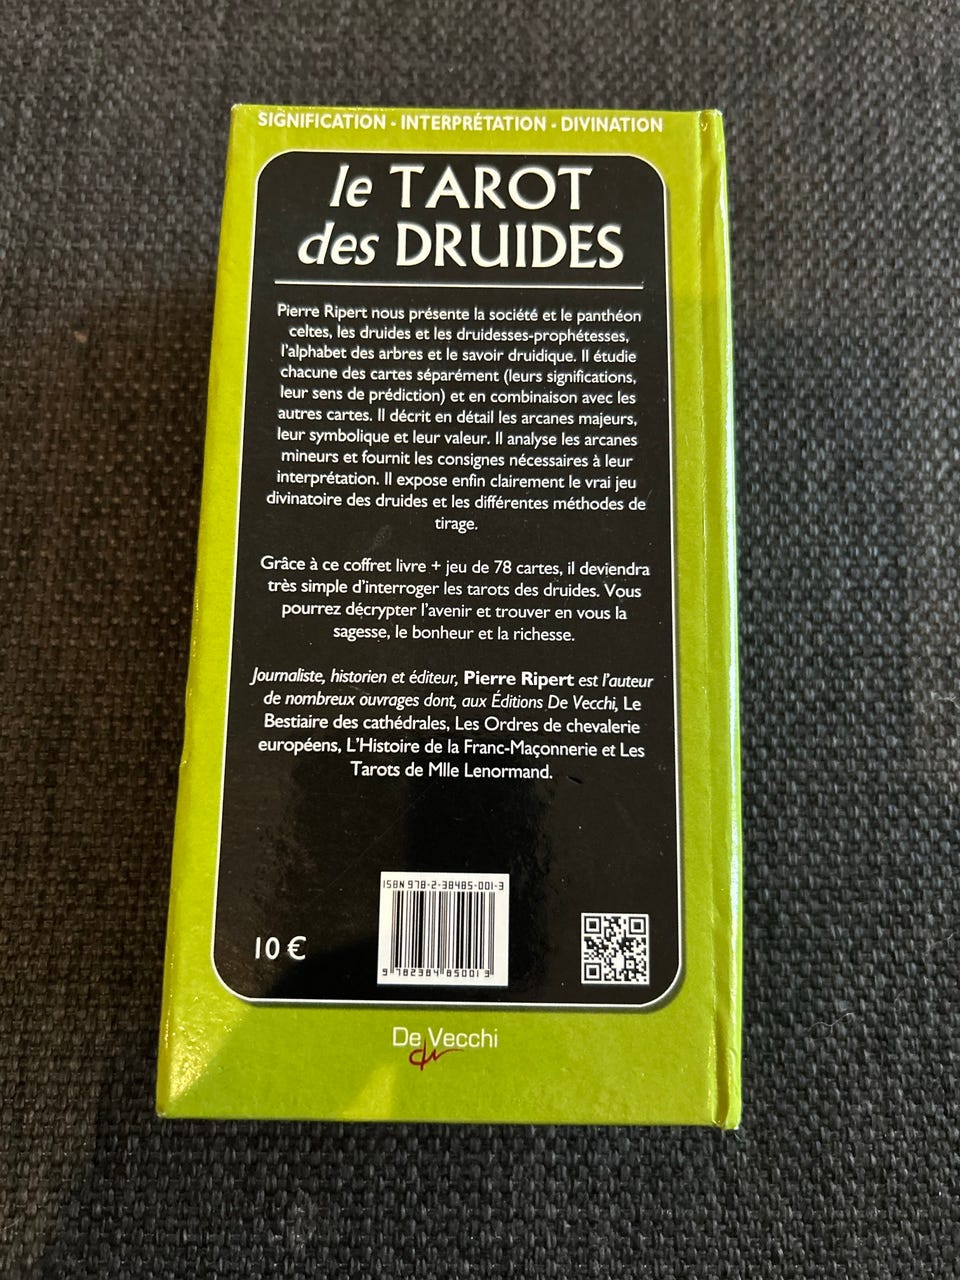 SIGNIFICATION - INTERPRÉTATION - DIVINATION
le TAROT
des DRUIDES
Pierre Ripert nous présente la société et le panthéon
celtes, les druides et les druidesses-prophétesses,
l'alphabet des arbres et le savoir druidique. Il étudie
chacune des cartes séparément (leurs significations,
leur sens de prédiction) et en combinaison avec les
autres cartes. Il décrit en détail les arcanes majeurs,
leur symbolique et leur valeur. Il analyse les arcanes
mineurs et fournit les consignes nécessaires à leur
interprétation. Il expose enfin clairement le vrai jeu
divinatoire des druides et les différentes méthodes de
tirage.
Grâce à ce coffret livre + jeu de 78 cartes, il deviendra
très simple d'interroger les tarots des druides. Vous
pourrez décrypter l'avenir et trouver en vous la
sagesse, le bonheur et la richesse.
Journaliste, historien et éditeur, Pierre Ripert est l'auteur
de nombreux ouvrages dont, aux Éditions De Vecchi, Le
Bestiaire des cathédrales, Les Ordres de chevalerie
européens, L'Histoire de la Franc-Maçonnerie et Les
Tarots de Mlle Lenormand.
ISBN 978-2-38485-001-3
9 782384 850013
10 €
De Vecchi